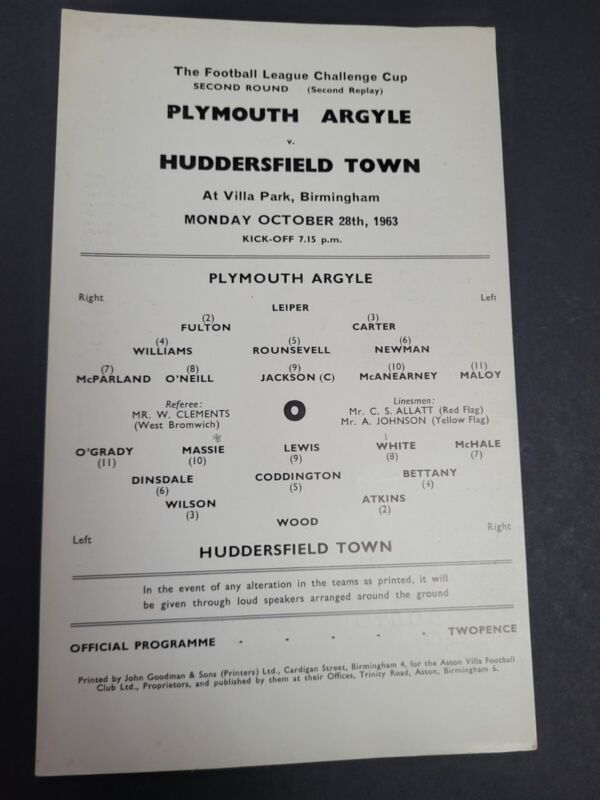 The Football League Challenge Cup
SECOND ROUND (Second Replay)
PLYMOUTH ARGYLE
v.
HUDDERSFIELD TOWN
At Villa Park, Birmingham
MONDAY OCTOBER 28th, 1963
KICK-OFF 7.15 p.m.
PLYMOUTH ARGYLE
Right Left
LEIPER
(2) (3)
FULTON CARTER
(4) (5) (6)
WILLIAMS ROUNSEVELL NEWMAN
(7) (8) (9) (10) (11)
McPARLAND O'NEILL JACKSON (C) McANEARNEY MALOY
Referee: Linesmen:
MR. W. CLEMENTS Mr. C. S. ALLATT (Red Flag)
(West Bromwich) Mr. A. JOHNSON (Yellow Flag)
O'GRADY MASSIE LEWIS WHITE McHALE
(11) (10) (9) (8) (7)
DINSDALE CODDINGTON BETTANY
(6) (5) (4)
WILSON ATKINS
(3) (2)
WOOD
Left Right
HUDDERSFIELD TOWN
In the event of any alteration in the teams as printed, it will
be given through loud speakers arranged around the ground
OFFICIAL PROGRAMME - - - - - TWOPENCE
Printed by John Goodman & Sons (Printers) Ltd., Cardigan Street, Birmingham 4, for the Aston Villa Football
Club Ltd., Proprietors, and published by them at their Offices, Trinity Road, Aston, Birmingham 6.